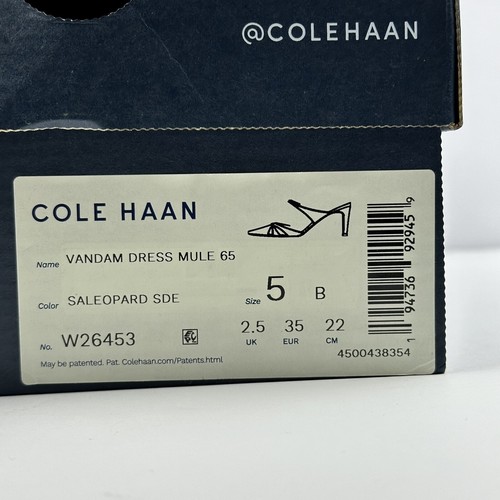 @COLEHAAN
COLE HAAN
Name VANDAM DRESS MULE 65
Color SALEOPARD SDE
Size 5 B
No. W26453
2.5 35 22
UK EUR CM
May be patented. Pat. Colehaan.com/Patents.html
4500438354
1 94736 92945 9